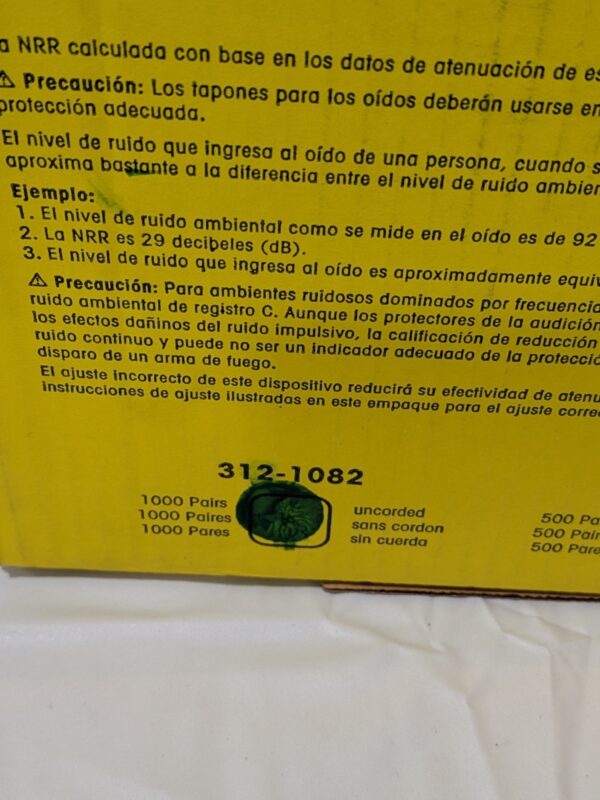 a NRR calculada con base en los datos de atenuación de es
⚠ Precaución: Los tapones para los oídos deberán usarse en
protección adecuada.
El nivel de ruido que ingresa al oído de una persona, cuando s
aproxima bastante a la diferencia entre el nivel de ruido ambien
Ejemplo:
1. El nivel de ruido ambiental como se mide en el oído es de 92
2. La NRR es 29 decibeles (dB).
3. El nivel de ruido que ingresa al oído es aproximadamente equiv
⚠ Precaución: Para ambientes ruidosos dominados por frecuencia
ruido ambiental de registro C. Aunque los protectores de la audición
los efectos dañinos del ruido impulsivo, la calificación de reducción
ruido continuo y puede no ser un indicador adecuado de la protecció
disparo de un arma de fuego.
El ajuste incorrecto de este dispositivo reducirá su efectividad de atenu
instrucciones de ajuste ilustradas en este empaque para el ajuste corre
312-1082
1000 Pairs uncorded 500 Pa
1000 Paires sans cordon 500 Pair
1000 Pares sin cuerda 500 Pare